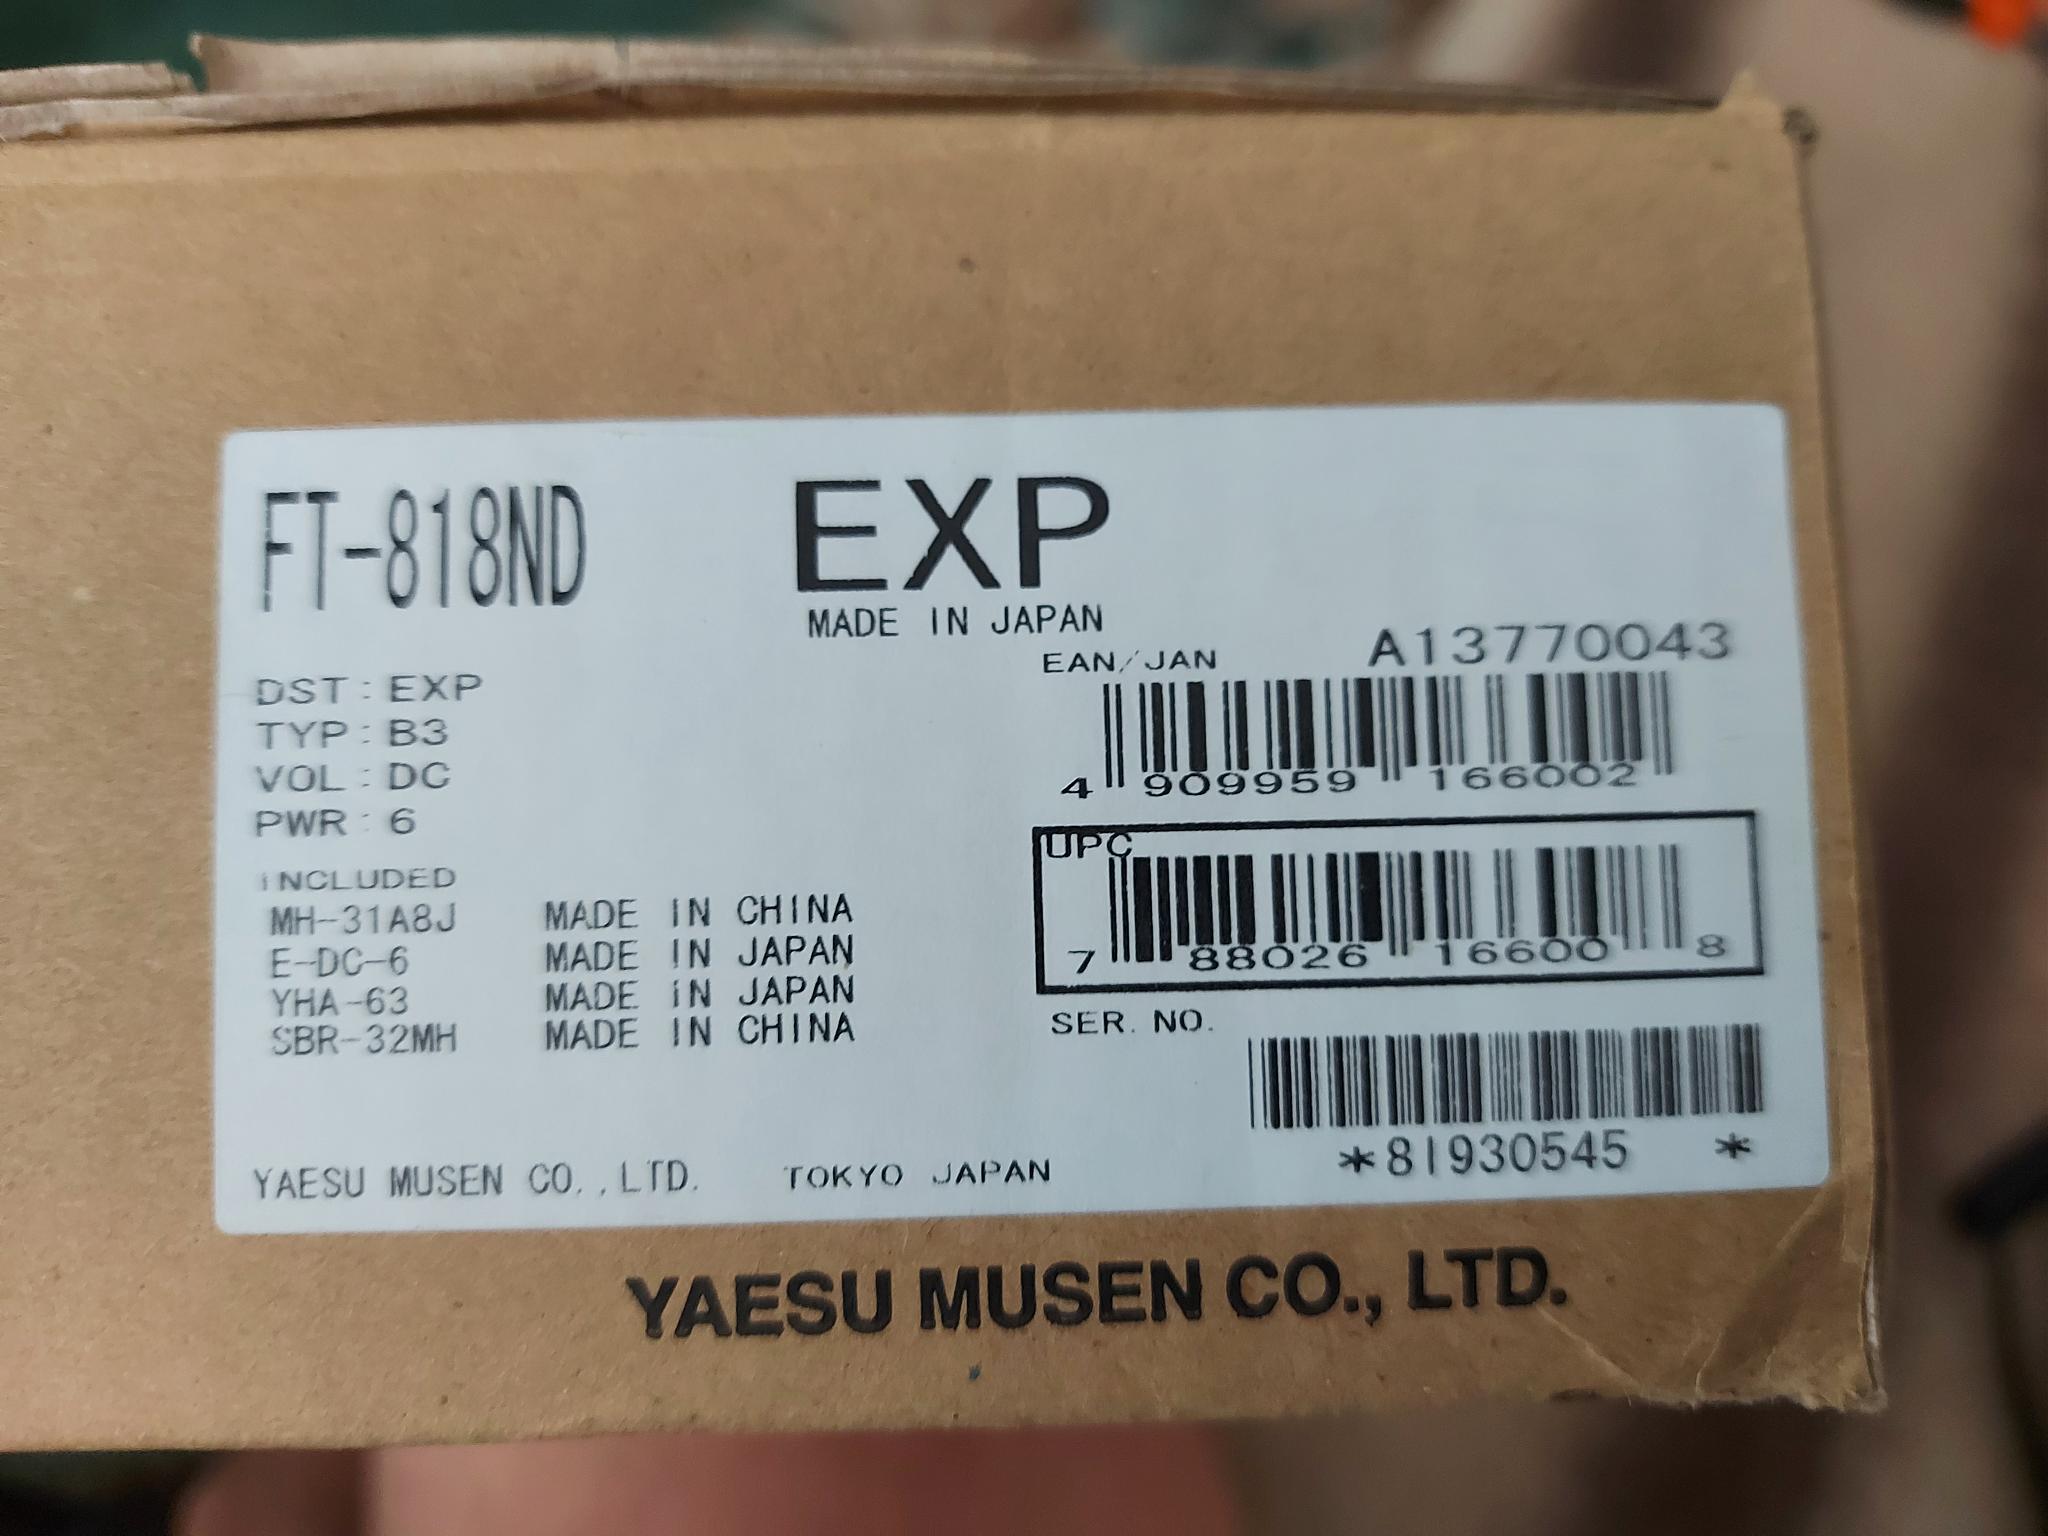 FT-818ND EXP
MADE IN JAPAN
A13770043
EAN/JAN
4 909959 166002
DST : EXP
TYP : B3
VOL : DC
PWR : 6
UPC
7 88026 16600 8
INCLUDED
MH-31A8J MADE IN CHINA
E-DC-6 MADE IN JAPAN
YHA-63 MADE IN JAPAN
SBR-32MH MADE IN CHINA
SER. NO.
*8I930545 *
YAESU MUSEN CO.,LTD. TOKYO JAPAN
YAESU MUSEN CO., LTD.